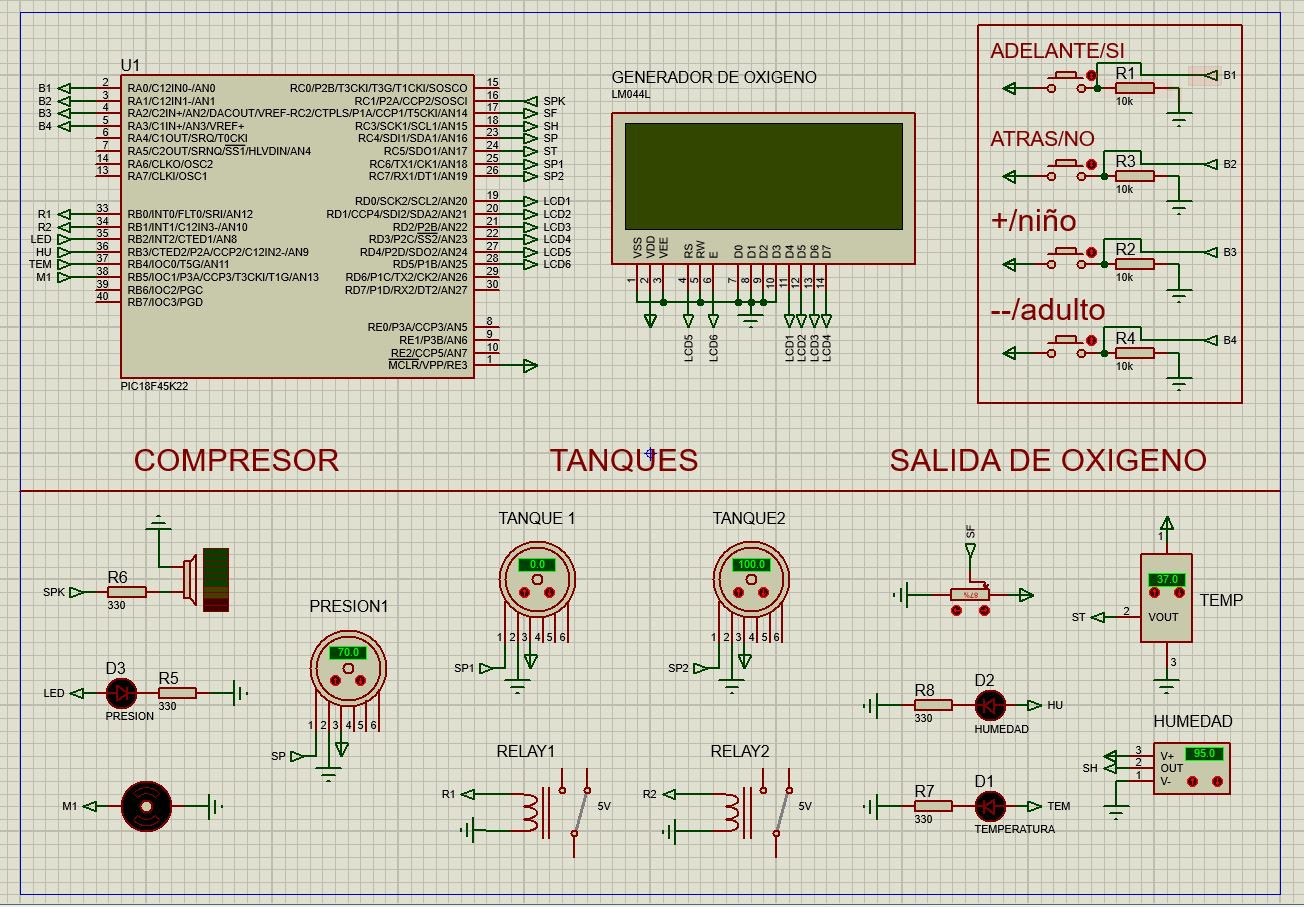 U1
B1 2 RA0/C12IN0-/AN0 RC0/P2B/T3CKI/T3G/T1CKI/SOSCO 15
B2 3 RA1/C12IN1-/AN1 RC1/P2A/CCP2/SOSCI 16 SPK
B3 4 RA2/C2IN+/AN2/DACOUT/VREF-RC2/CTPLS/P1A/CCP1/T5CKI/AN14 17 SF
B4 5 RA3/C1IN+/AN3/VREF+ RC3/SCK1/SCL1/AN15 18 SH
6 RA4/C1OUT/SRQ/T0CKI RC4/SDI1/SDA1/AN16 23 SP
7 RA5/C2OUT/SRNQ/SS1/HLVDIN/AN4 RC5/SDO1/AN17 24 ST
14 RA6/CLKO/OSC2 RC6/TX1/CK1/AN18 25 SP1
13 RA7/CLKI/OSC1 RC7/RX1/DT1/AN19 26 SP2
RD0/SCK2/SCL2/AN20 19 LCD1
R1 33 RB0/INT0/FLT0/SRI/AN12 RD1/CCP4/SDI2/SDA2/AN21 20 LCD2
R2 34 RB1/INT1/C12IN3-/AN10 RD2/P2B/AN22 21 LCD3
LED 35 RB2/INT2/CTED1/AN8 RD3/P2C/SS2/AN23 22 LCD4
HU 36 RB3/CTED2/P2A/CCP2/C12IN2-/AN9 RD4/P2D/SDO2/AN24 27 LCD5
TEM 37 RB4/IOC0/T5G/AN11 RD5/P1B/AN25 28 LCD6
M1 38 RB5/IOC1/P3A/CCP3/T3CKI/T1G/AN13 RD6/P1C/TX2/CK2/AN26 29
39 RB6/IOC2/PGC RD7/P1D/RX2/DT2/AN27 30
40 RB7/IOC3/PGD
RE0/P3A/CCP3/AN5 8
RE1/P3B/AN6 9
RE2/CCP5/AN7 10
MCLR/VPP/RE3 1
PIC18F45K22
GENERADOR DE OXIGENO
LM044L
VSS VDD VEE RS RW E D0 D1 D2 D3 D4 D5 D6 D7
1 2 3 4 5 6 7 8 9 10 11 12 13 14
LCD5 LCD6 LCD1 LCD2 LCD3 LCD4
ADELANTE/SI
R1 B1
10k
ATRAS/NO
R3 B2
10k
+/niño
R2 B3
10k
--/adulto
R4 B4
10k
COMPRESOR
TANQUES
SALIDA DE OXIGENO
SPK R6
330
PRESION1
70.0
1 2 3 4 5 6
SP
LED D3 R5
330
PRESION
M1
TANQUE 1
0.0
1 2 3 4 5 6
SP1
TANQUE2
100.0
1 2 3 4 5 6
SP2
RELAY1
R1 5V
RELAY2
R2 5V
SF
87%
1
37.0
TEMP
ST 2 VOUT
3
R8 D2 HU
330
HUMEDAD
R7 D1 TEM
330
TEMPERATURA
HUMEDAD
95.0
3 V+
SH 2 OUT
1 V-